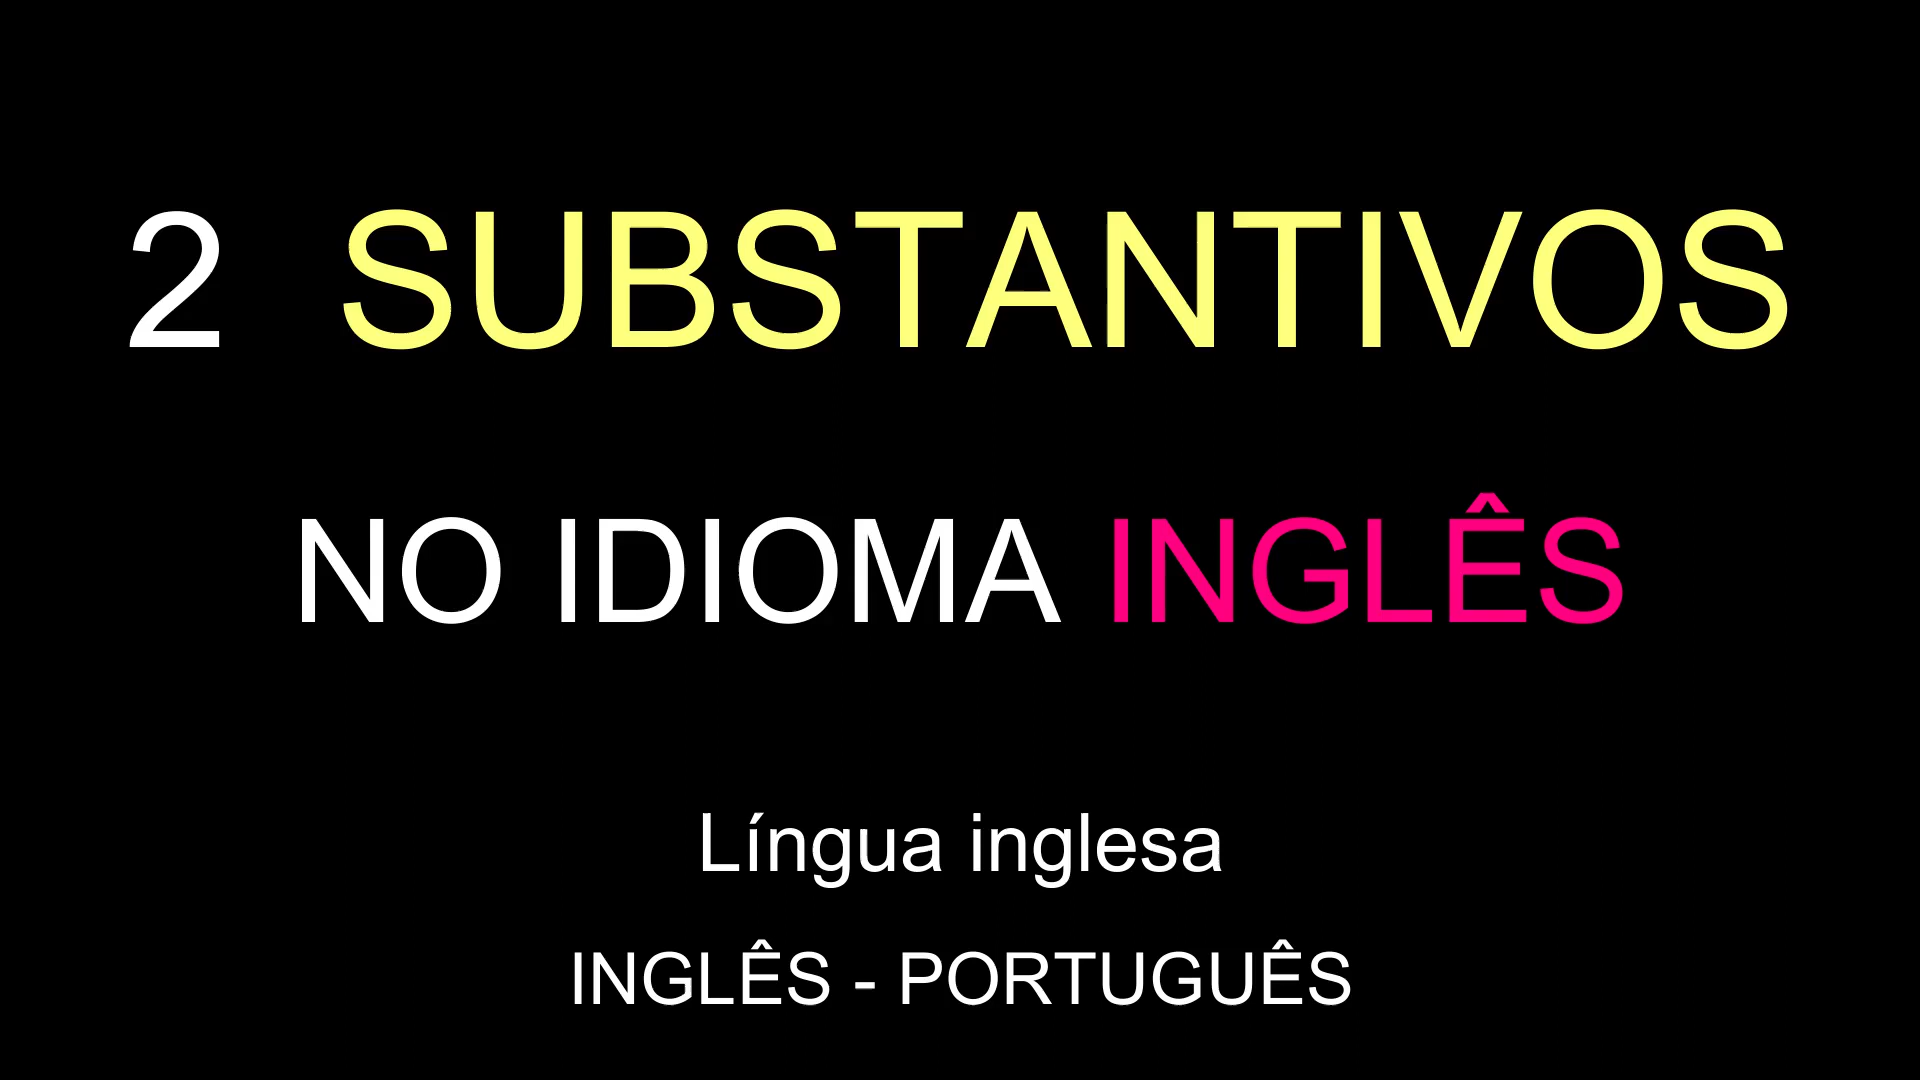 2 SUBSTANTIVOS
NO IDIOMA INGLÊS
Língua inglesa
INGLÊS - PORTUGUÊS